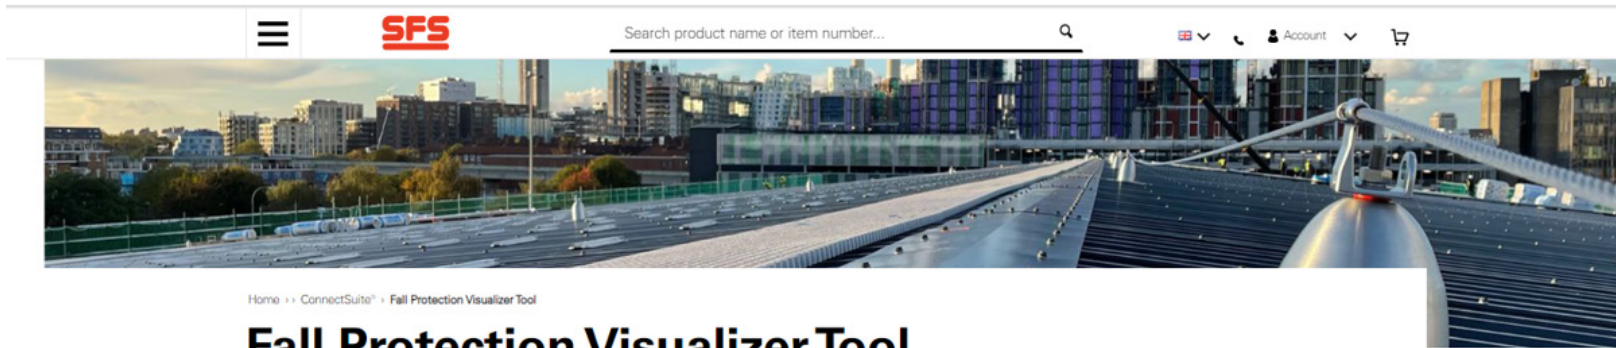 SFS
Search product name or item number...
Account
Home ›› ConnectSuite® › Fall Protection Visualizer Tool
Fall Protection Visualizer Tool